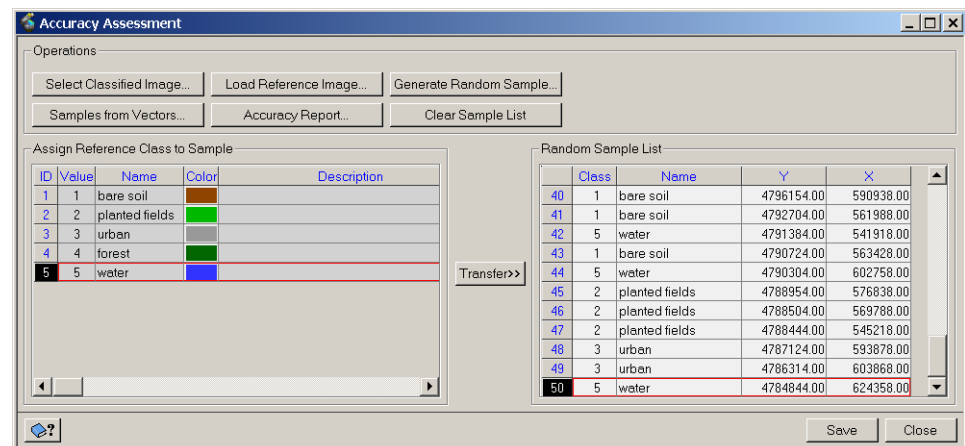 Accuracy Assessment
Operations
Select Classified Image... Load Reference Image... Generate Random Sample...
Samples from Vectors... Accuracy Report... Clear Sample List
Assign Reference Class to Sample
ID Value Name Color Description
1 1 bare soil
2 2 planted fields
3 3 urban
4 4 forest
5 5 water
Transfer>>
Random Sample List
Class Name Y X
40 1 bare soil 4796154.00 590938.00
41 1 bare soil 4792704.00 561988.00
42 5 water 4791384.00 541918.00
43 1 bare soil 4790724.00 563428.00
44 5 water 4790304.00 602758.00
45 2 planted fields 4788954.00 576838.00
46 2 planted fields 4788504.00 569788.00
47 2 planted fields 4788444.00 545218.00
48 3 urban 4787124.00 593878.00
49 3 urban 4786314.00 603868.00
50 5 water 4784844.00 624358.00
? Save Close